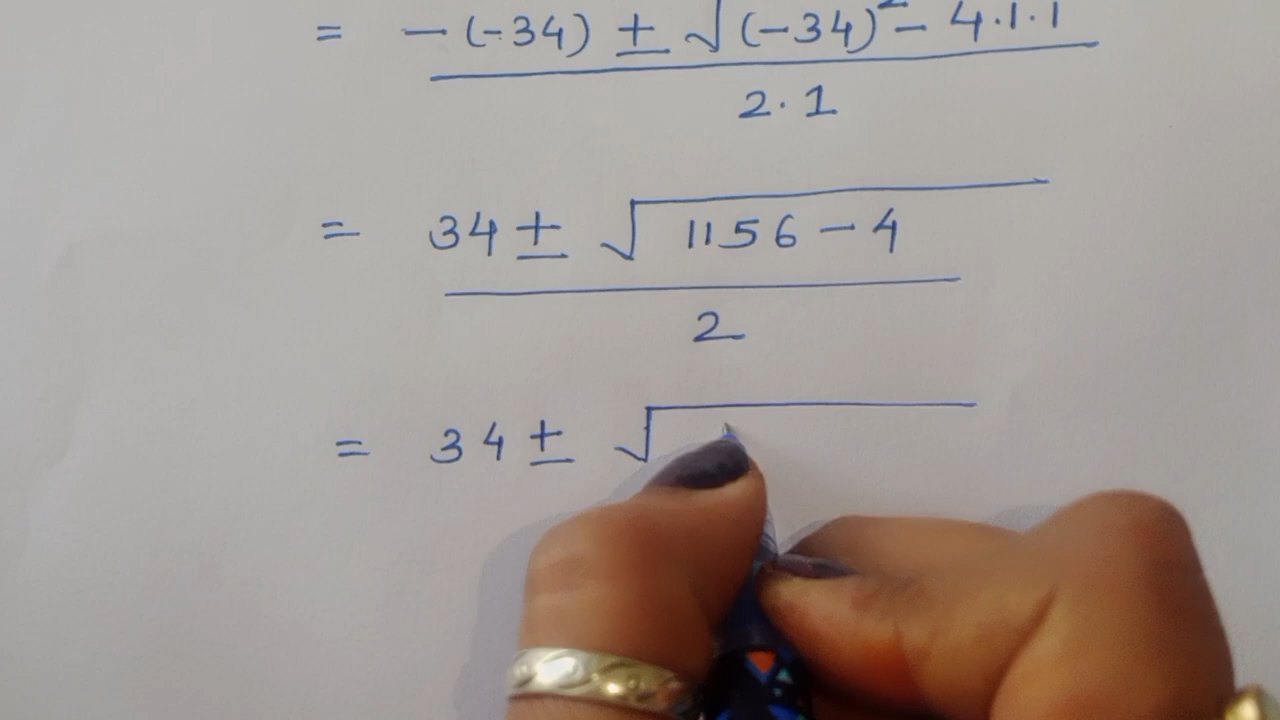 = -(-34) ± √(-34)² - 4.1.1
2.1
= 34 ± √1156 - 4
2
= 34 ± √